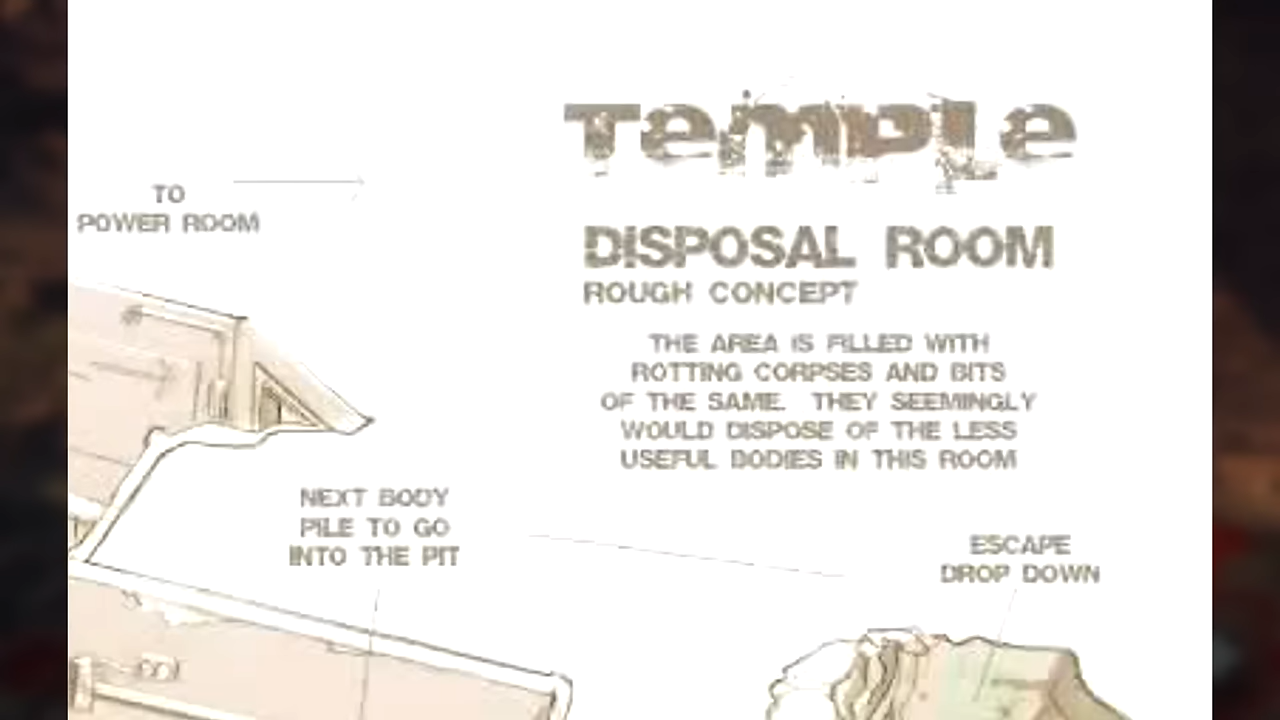 Temple
TO
POWER ROOM
DISPOSAL ROOM
ROUGH CONCEPT
THE AREA IS FILLED WITH
ROTTING CORPSES AND BITS
OF THE SAME. THEY SEEMINGLY
WOULD DISPOSE OF THE LESS
USEFUL BODIES IN THIS ROOM
NEXT BODY
PILE TO GO
INTO THE PIT
ESCAPE
DROP DOWN